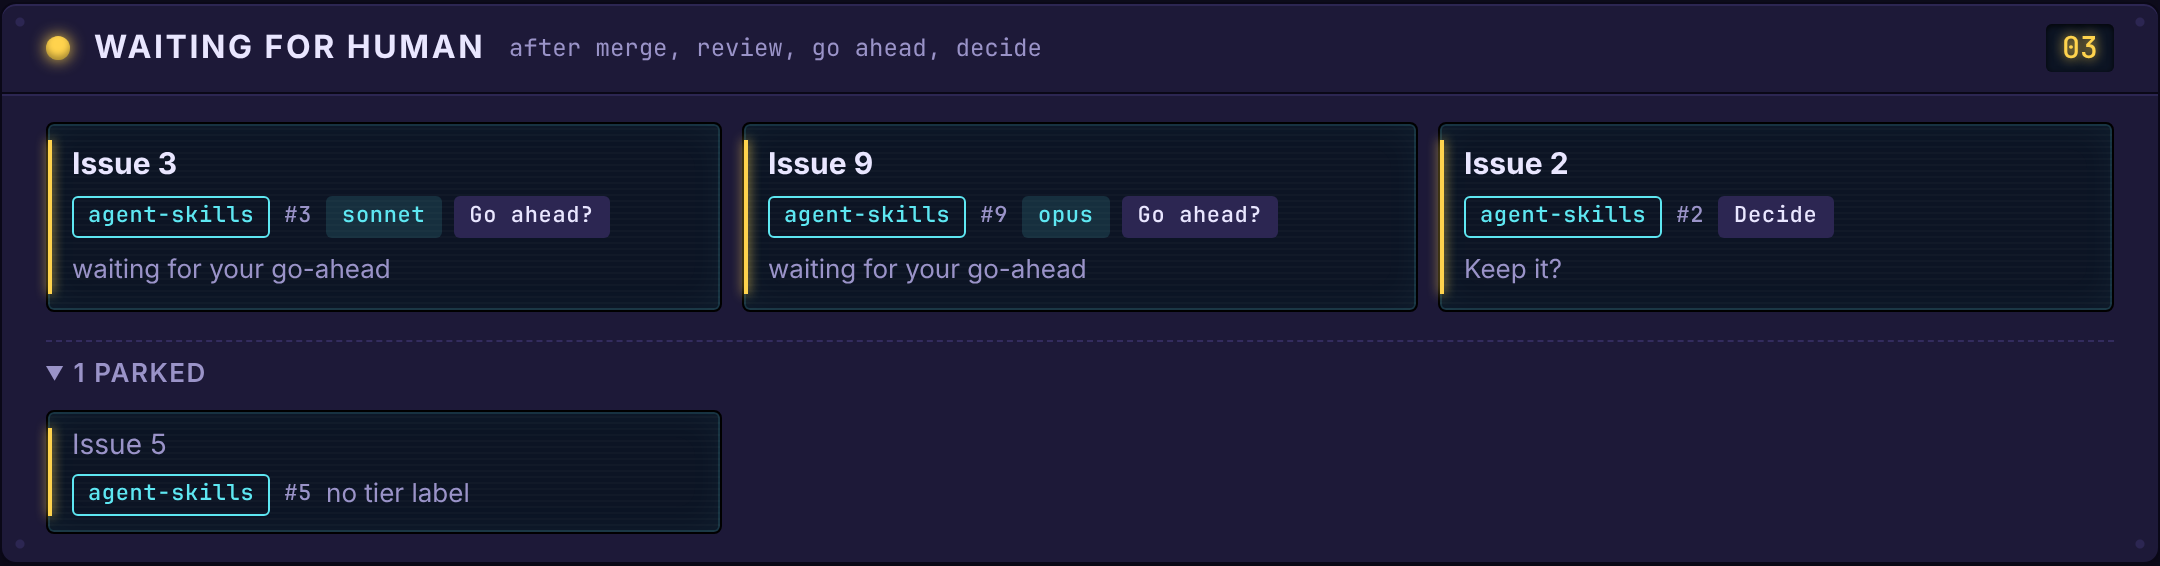 WAITING FOR HUMAN after merge, review, go ahead, decide 03
Issue 3
agent-skills #3 sonnet Go ahead?
waiting for your go-ahead
Issue 9
agent-skills #9 opus Go ahead?
waiting for your go-ahead
Issue 2
agent-skills #2 Decide
Keep it?
▼ 1 PARKED
Issue 5
agent-skills #5 no tier label